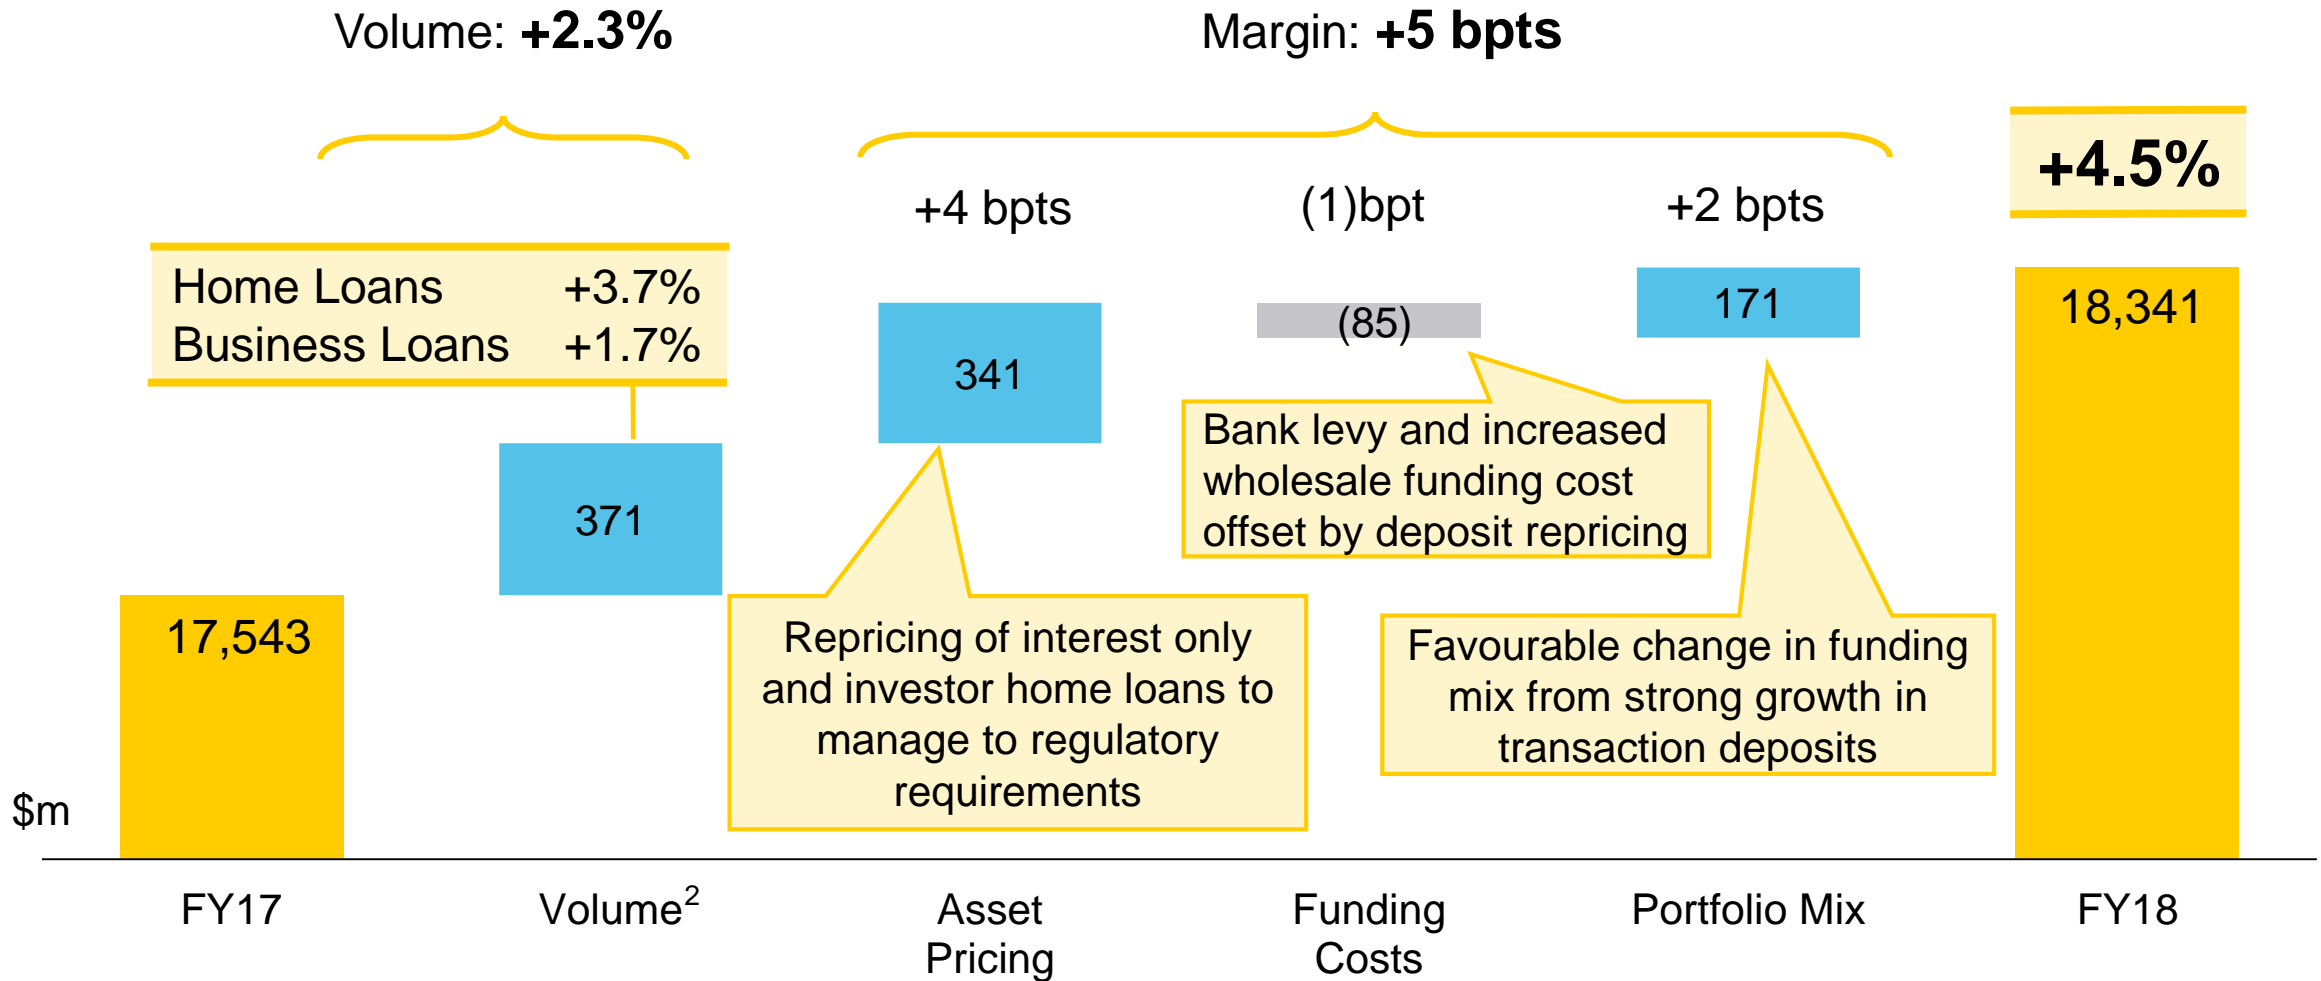 Volume: +2.3%
Margin: +5 bpts
+4.5%
+4 bpts
(1)bpt
+2 bpts
Home Loans +3.7%
Business Loans +1.7%
17,543
371
341
(85)
171
18,341
Bank levy and increased
wholesale funding cost
offset by deposit repricing
Repricing of interest only
and investor home loans to
manage to regulatory
requirements
Favourable change in funding
mix from strong growth in
transaction deposits
$m
FY17
Volume²
Asset
Pricing
Funding
Costs
Portfolio Mix
FY18